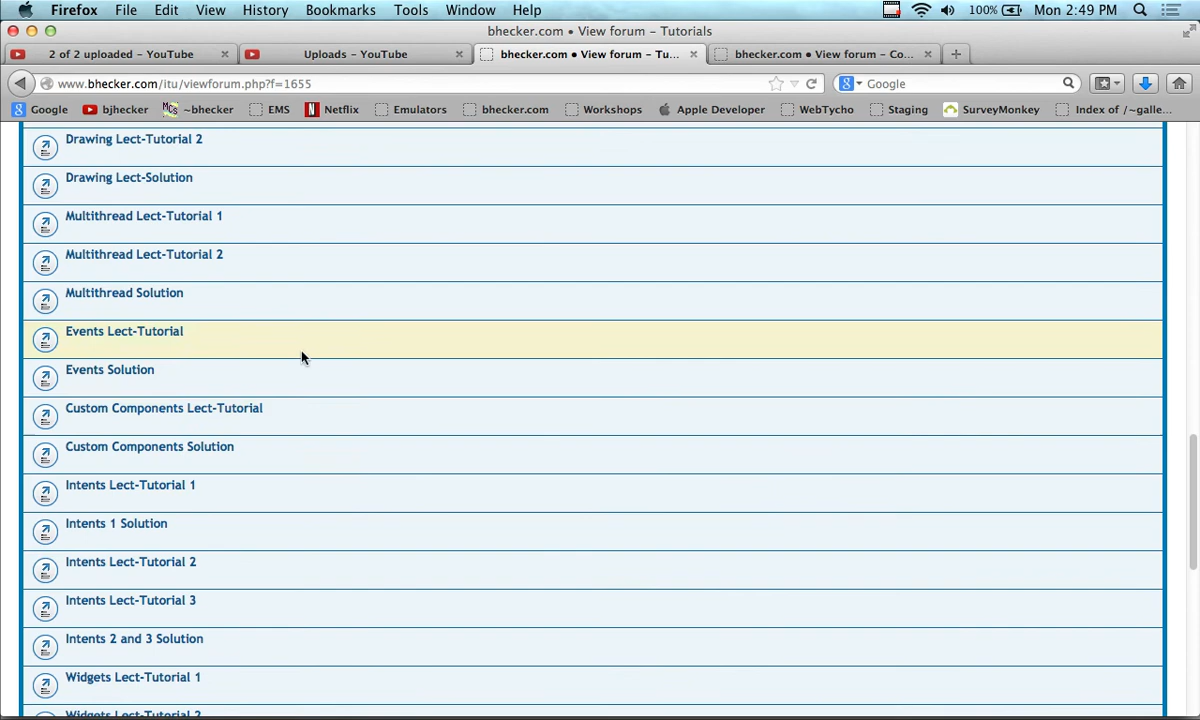 Firefox File Edit View History Bookmarks Tools Window Help 100% Mon 2:49 PM
bhecker.com • View forum – Tutorials
2 of 2 uploaded – YouTube Uploads – YouTube bhecker.com • View forum – Tu... bhecker.com • View forum – Co...
www.bhecker.com/itu/viewforum.php?f=1655 Google
Google bjhecker ~bhecker EMS Netflix Emulators bhecker.com Workshops Apple Developer WebTycho Staging SurveyMonkey Index of /~galle...
Drawing Lect-Tutorial 2
Drawing Lect-Solution
Multithread Lect-Tutorial 1
Multithread Lect-Tutorial 2
Multithread Solution
Events Lect-Tutorial
Events Solution
Custom Components Lect-Tutorial
Custom Components Solution
Intents Lect-Tutorial 1
Intents 1 Solution
Intents Lect-Tutorial 2
Intents Lect-Tutorial 3
Intents 2 and 3 Solution
Widgets Lect-Tutorial 1
Widgets Lect-Tutorial 2